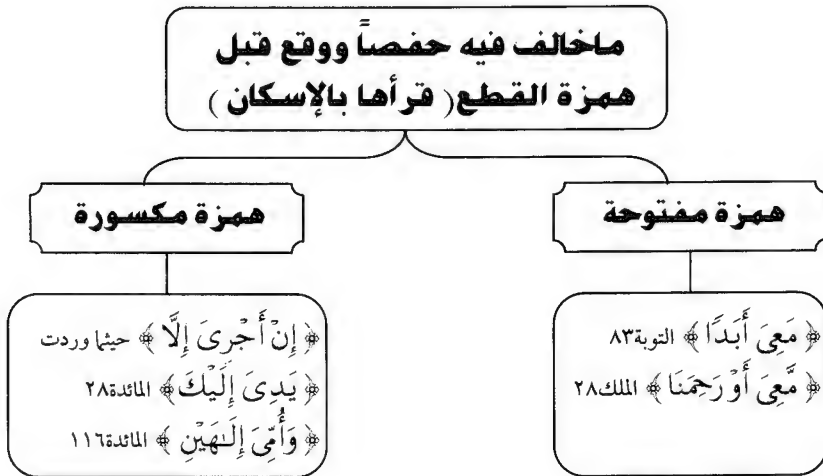 ماخالف فيه حفصاً ووقع قبل
همزة القطع( قرأها بالإسكان )
همزة مفتوحة
﴿ مَعِىَ أَبَدًا ﴾ التوبة٨٣
﴿ مَّعِىَ أَوْ رَحِمَنَا ﴾ الملك٢٨
همزة مكسورة
﴿ إِنْ أَجْرِىَ إِلَّا ﴾ حيثما وردت
﴿ يَدِىَ إِلَيْكَ ﴾ المائدة٢٨
﴿ وَأُمِّىَ إِلَـٰهَيْنِ ﴾ المائدة١١٦